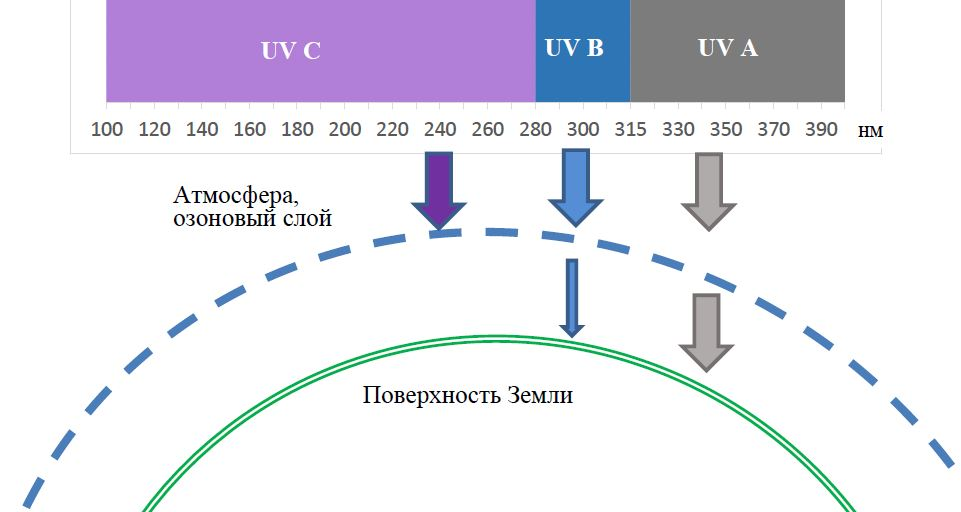 UV C UV B UV A
100 120 140 160 180 200 220 240 260 280 300 315 330 350 370 390 нм
Атмосфера,
озоновый слой
Поверхность Земли